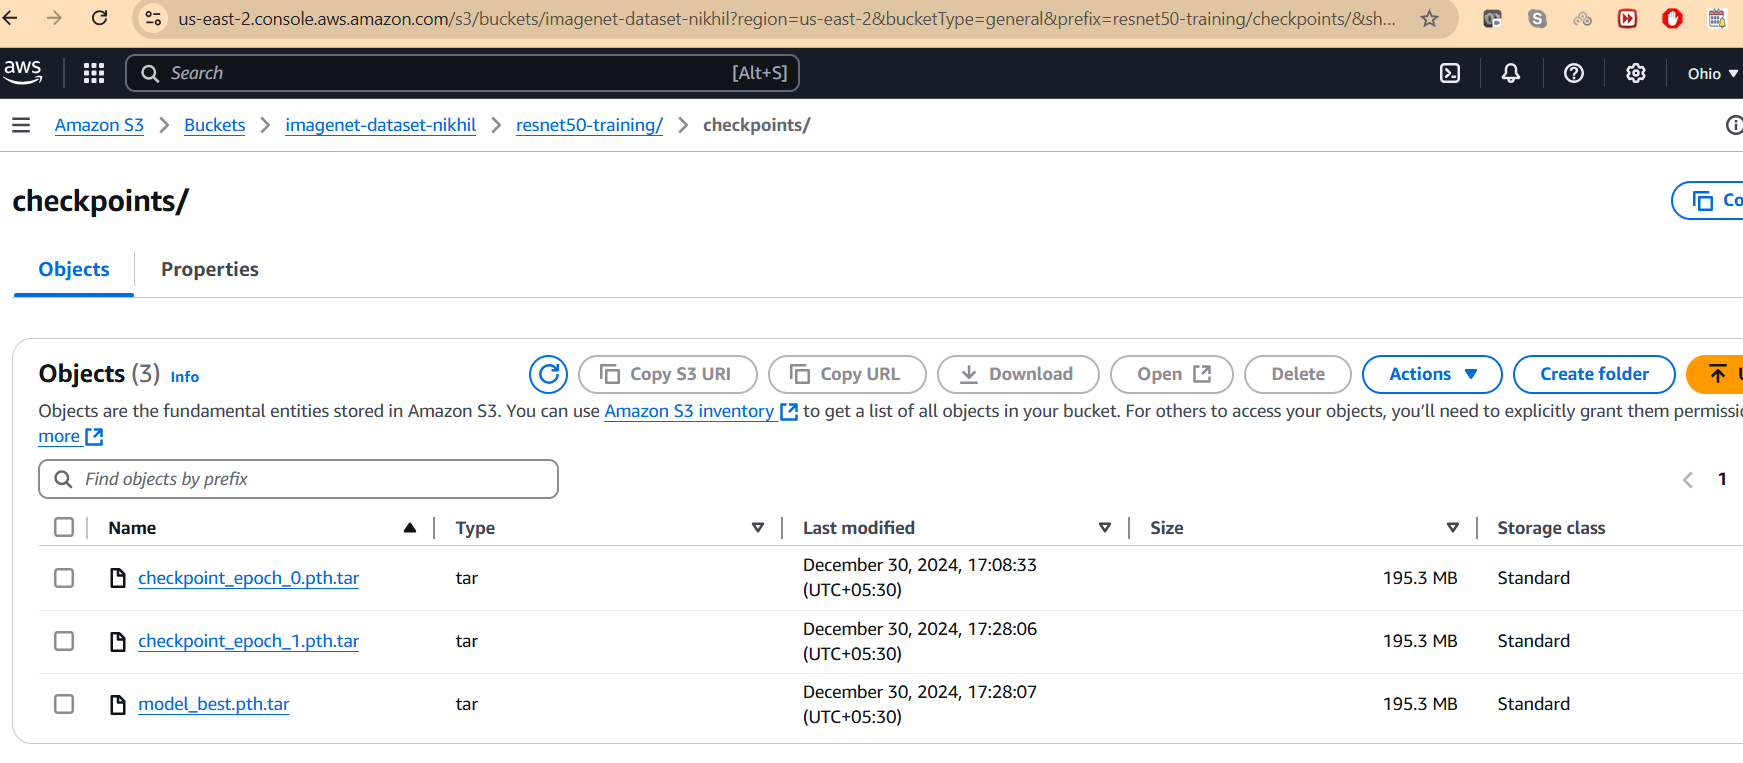 us-east-2.console.aws.amazon.com/s3/buckets/imagenet-dataset-nikhil?region=us-east-2&bucketType=general&prefix=resnet50-training/checkpoints/&sh...
aws
Search [Alt+S]
Ohio
Amazon S3 > Buckets > imagenet-dataset-nikhil > resnet50-training/ > checkpoints/
checkpoints/
Co
Objects
Properties
Objects (3) Info
Copy S3 URI
Copy URL
Download
Open
Delete
Actions
Create folder
Objects are the fundamental entities stored in Amazon S3. You can use Amazon S3 inventory to get a list of all objects in your bucket. For others to access your objects, you'll need to explicitly grant them permissi
more
Find objects by prefix
1
Name Type Last modified Size Storage class
checkpoint_epoch_0.pth.tar tar December 30, 2024, 17:08:33 (UTC+05:30) 195.3 MB Standard
checkpoint_epoch_1.pth.tar tar December 30, 2024, 17:28:06 (UTC+05:30) 195.3 MB Standard
model_best.pth.tar tar December 30, 2024, 17:28:07 (UTC+05:30) 195.3 MB Standard